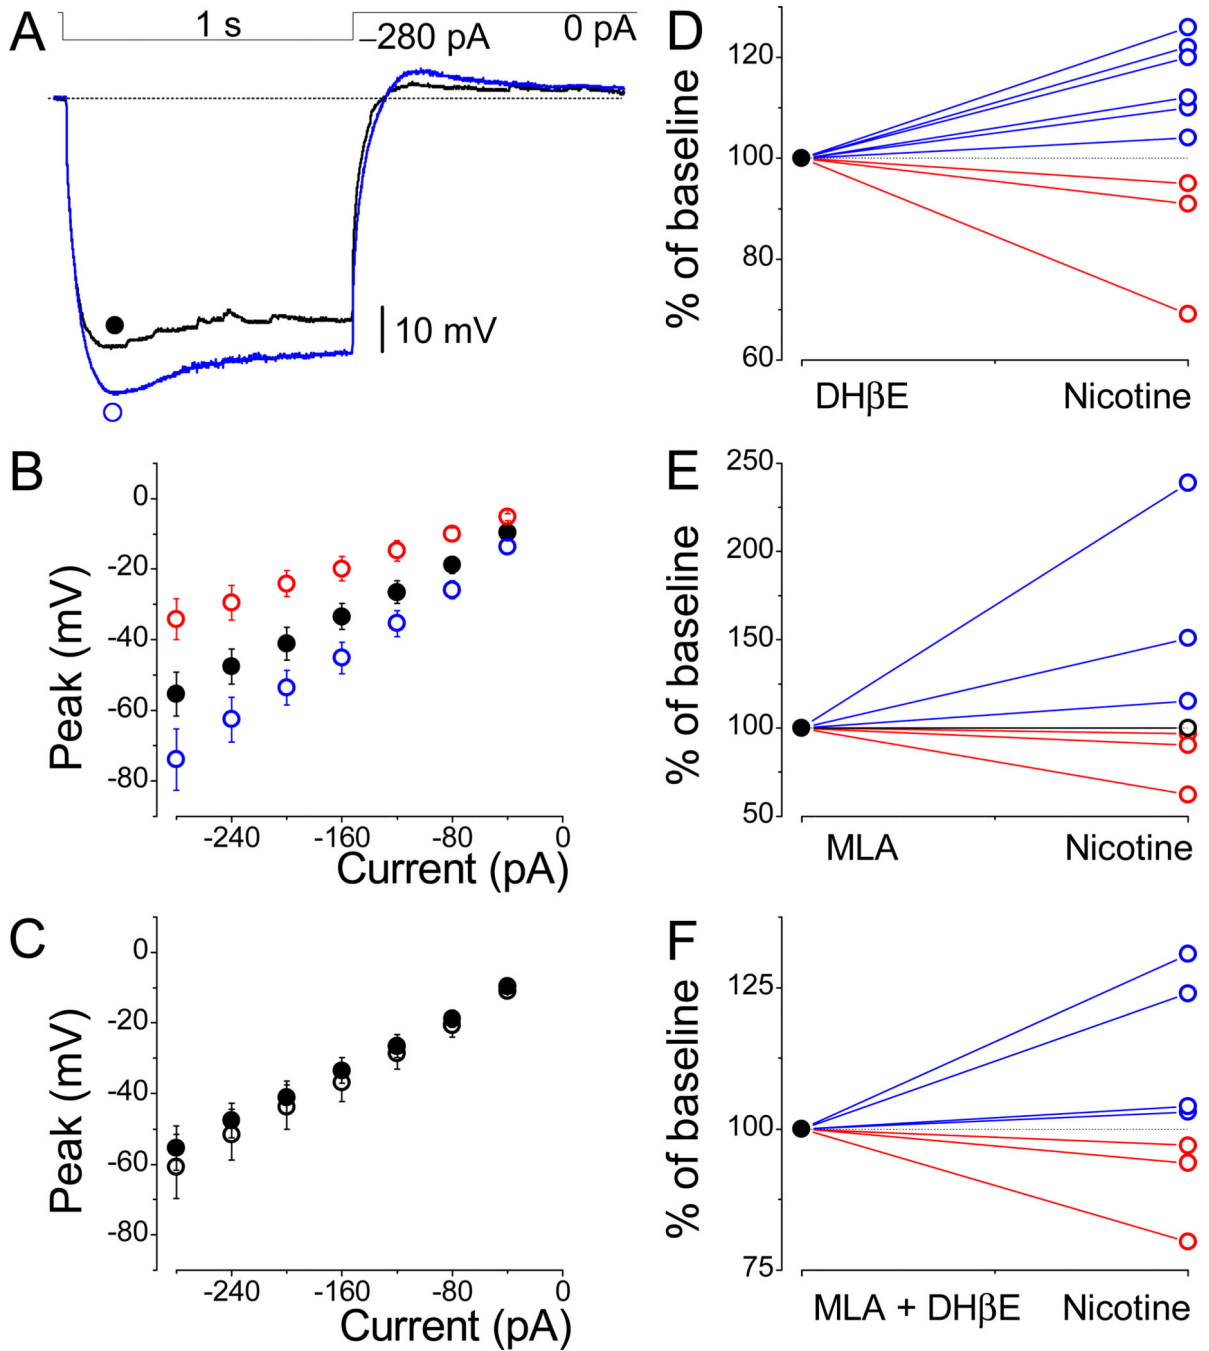 A
1 s
−280 pA
0 pA
10 mV
B
0
-20
-40
-60
-80
Peak (mV)
-240
-160
-80
0
Current (pA)
C
0
-20
-40
-60
-80
Peak (mV)
-240
-160
-80
0
Current (pA)
D
120
100
80
60
% of baseline
DHβE
Nicotine
E
250
200
150
100
50
% of baseline
MLA
Nicotine
F
125
100
75
% of baseline
MLA + DHβE
Nicotine